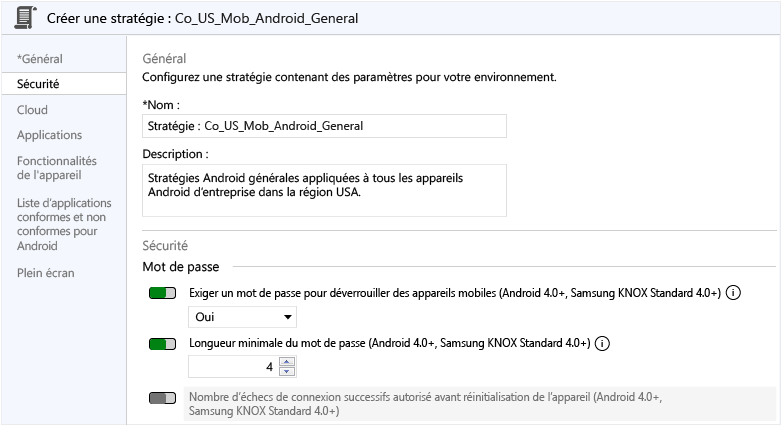 Créer une stratégie : Co_US_Mob_Android_General
*Général
Sécurité
Cloud
Applications
Fonctionnalités
de l'appareil
Liste d'applications
conformes et non
conformes pour
Android
Plein écran
Général
Configurez une stratégie contenant des paramètres pour votre environnement.
*Nom :
Stratégie : Co_US_Mob_Android_General
Description :
Stratégies Android générales appliquées à tous les appareils
Android d'entreprise dans la région USA.
Sécurité
Mot de passe
Exiger un mot de passe pour déverrouiller des appareils mobiles (Android 4.0+, Samsung KNOX Standard 4.0+)
Oui
Longueur minimale du mot de passe (Android 4.0+, Samsung KNOX Standard 4.0+)
4
Nombre d'échecs de connexion successifs autorisé avant réinitialisation de l'appareil (Android 4.0+,
Samsung KNOX Standard 4.0+)